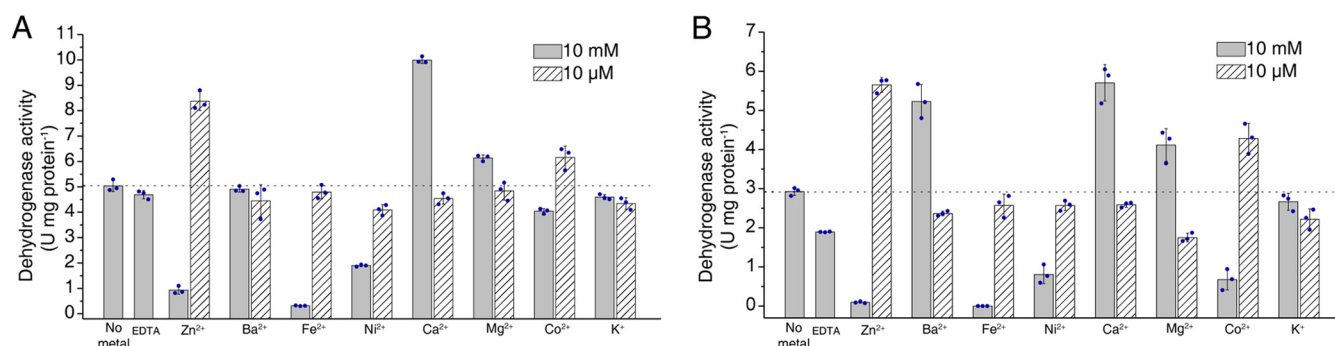 A
Dehydrogenase activity
(U mg protein⁻¹)
11
10
9
8
7
6
5
4
3
2
1
0
10 mM
10 µM
No
metal
EDTA
Zn²⁺
Ba²⁺
Fe²⁺
Ni²⁺
Ca²⁺
Mg²⁺
Co²⁺
K⁺
B
Dehydrogenase activity
(U mg protein⁻¹)
7
6
5
4
3
2
1
0
10 mM
10 µM
No
metal
EDTA
Zn²⁺
Ba²⁺
Fe²⁺
Ni²⁺
Ca²⁺
Mg²⁺
Co²⁺
K⁺